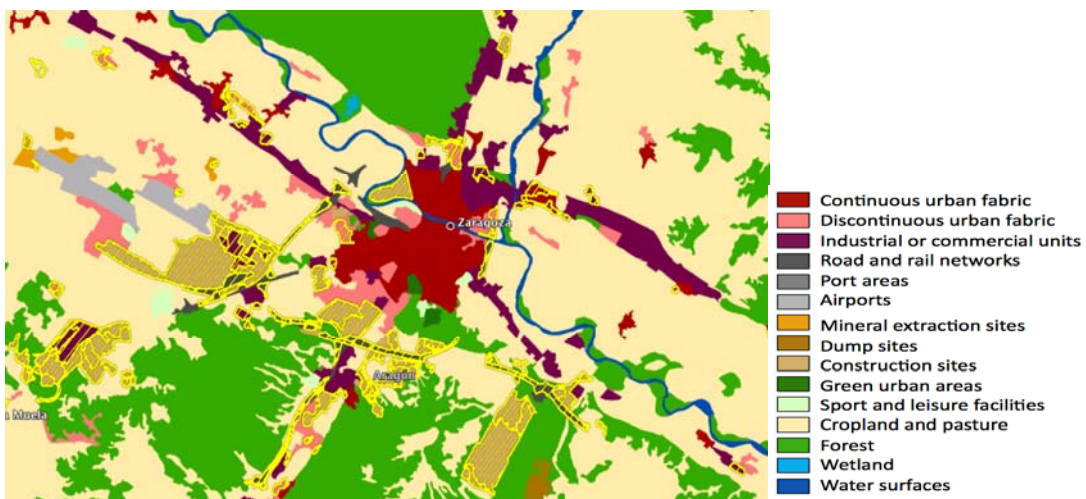 Zaragoza
Aragón
Muela
Continuous urban fabric
Discontinuous urban fabric
Industrial or commercial units
Road and rail networks
Port areas
Airports
Mineral extraction sites
Dump sites
Construction sites
Green urban areas
Sport and leisure facilities
Cropland and pasture
Forest
Wetland
Water surfaces